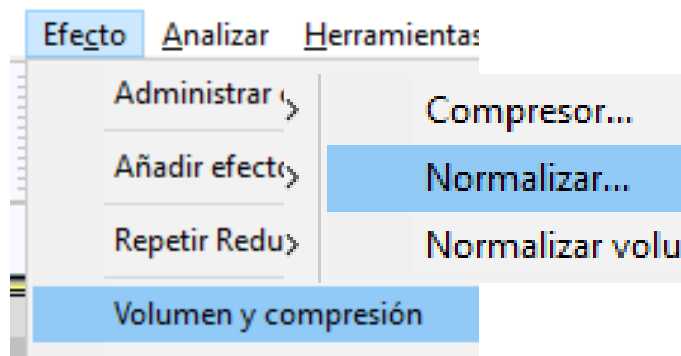 Efecto Analizar Herramientas
Administrar
Añadir efecto
Repetir Redu
Volumen y compresión
Compresor...
Normalizar...
Normalizar volu